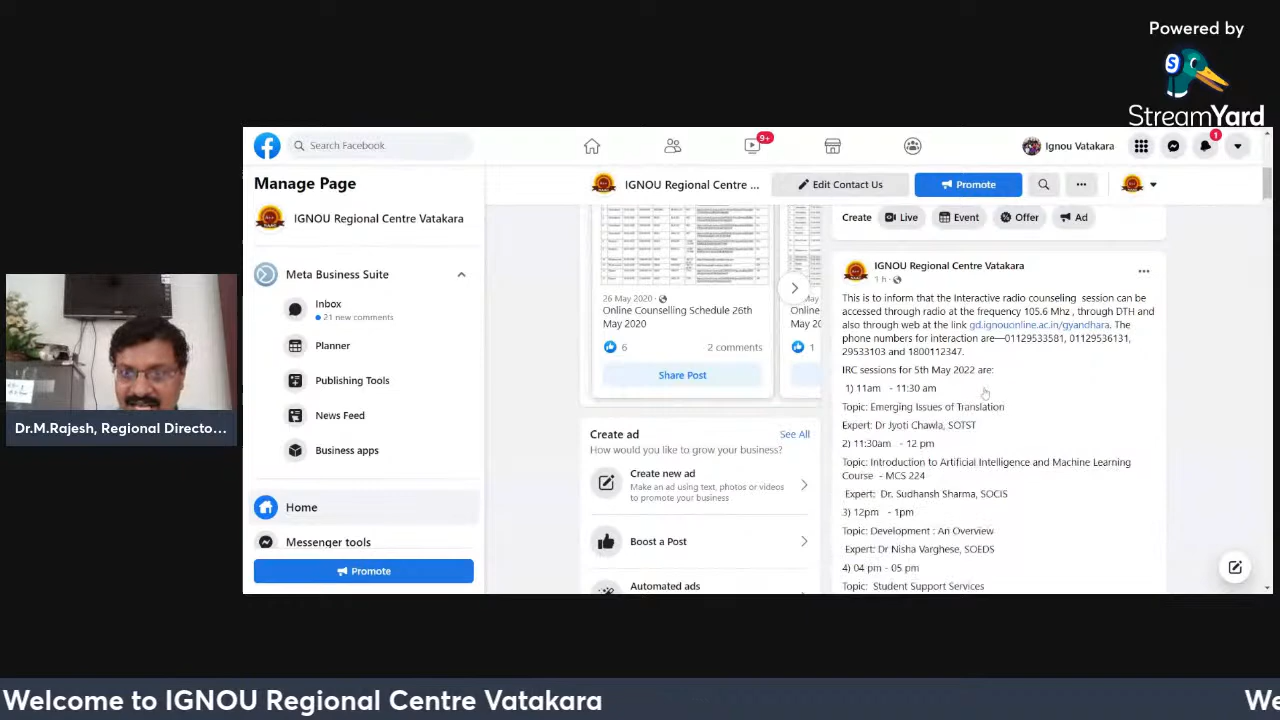 Powered by
StreamYard
Search Facebook
9+
Ignou Vatakara
1
Manage Page
IGNOU Regional Centre ...
Edit Contact Us
Promote
IGNOU Regional Centre Vatakara
Meta Business Suite
Inbox
21 new comments
Planner
Publishing Tools
News Feed
Business apps
Home
Messenger tools
Promote
26 May 2020
Online Counselling Schedule 26th
May 2020
6
2 comments
Share Post
May
Online C
May 202
1
Create ad
See All
How would you like to grow your business?
Create new ad
Make an ad using text, photos or videos
to promote your business
Boost a Post
Automated ads
Create Live Event Offer Ad
IGNOU Regional Centre Vatakara
1 h
This is to inform that the Interactive radio counseling session can be
accessed through radio at the frequency 105.6 Mhz , through DTH and
also through web at the link gd.ignouonline.ac.in/gyandhara. The
phone numbers for interaction are—01129533581, 01129536131,
29533103 and 1800112347.
IRC sessions for 5th May 2022 are:
1) 11am - 11:30 am
Topic: Emerging Issues of Translation
Expert: Dr Jyoti Chawla, SOTST
2) 11:30am - 12 pm
Topic: Introduction to Artificial Intelligence and Machine Learning
Course - MCS 224
Expert: Dr. Sudhansh Sharma, SOCIS
3) 12pm - 1pm
Topic: Development : An Overview
Expert: Dr Nisha Varghese, SOEDS
4) 04 pm - 05 pm
Topic: Student Support Services
Dr.M.Rajesh, Regional Directo...
Welcome to IGNOU Regional Centre Vatakara
We